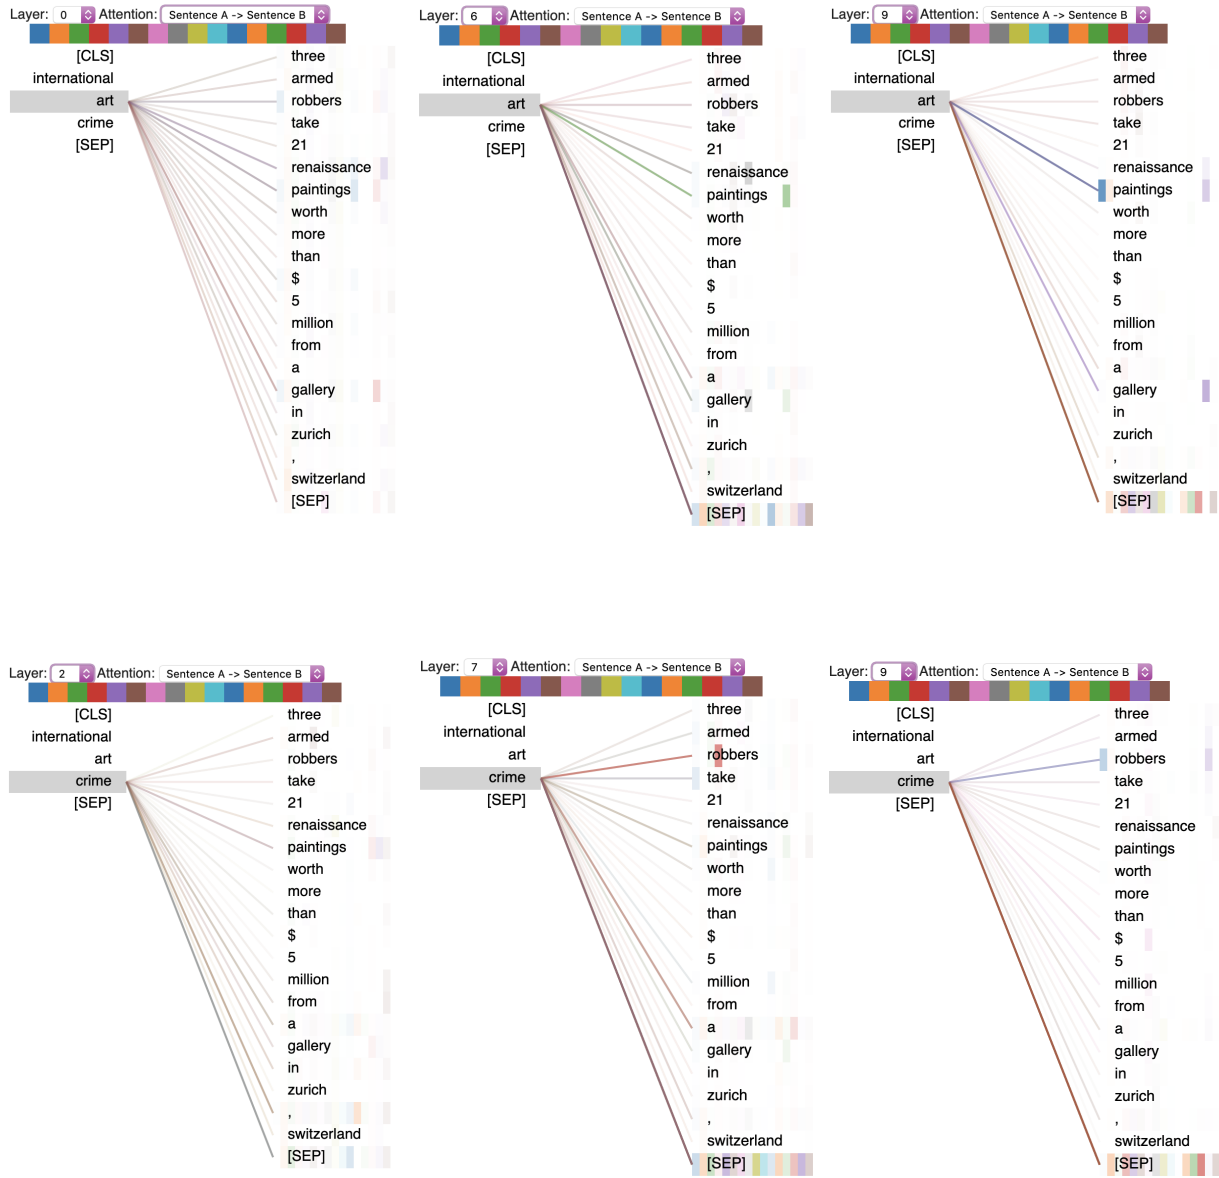 Layer: 0 Attention: Sentence A -> Sentence B
[CLS]
international
art
crime
[SEP]
three
armed
robbers
take
21
renaissance
paintings
worth
more
than
$
5
million
from
a
gallery
in
zurich
,
switzerland
[SEP]
Layer: 6 Attention: Sentence A -> Sentence B
[CLS]
international
art
crime
[SEP]
three
armed
robbers
take
21
renaissance
paintings
worth
more
than
$
5
million
from
a
gallery
in
zurich
,
switzerland
[SEP]
Layer: 9 Attention: Sentence A -> Sentence B
[CLS]
international
art
crime
[SEP]
three
armed
robbers
take
21
renaissance
paintings
worth
more
than
$
5
million
from
a
gallery
in
zurich
,
switzerland
[SEP]
Layer: 2 Attention: Sentence A -> Sentence B
[CLS]
international
art
crime
[SEP]
three
armed
robbers
take
21
renaissance
paintings
worth
more
than
$
5
million
from
a
gallery
in
zurich
,
switzerland
[SEP]
Layer: 7 Attention: Sentence A -> Sentence B
[CLS]
international
art
crime
[SEP]
three
armed
robbers
take
21
renaissance
paintings
worth
more
than
$
5
million
from
a
gallery
in
zurich
,
switzerland
[SEP]
Layer: 9 Attention: Sentence A -> Sentence B
[CLS]
international
art
crime
[SEP]
three
armed
robbers
take
21
renaissance
paintings
worth
more
than
$
5
million
from
a
gallery
in
zurich
,
switzerland
[SEP]